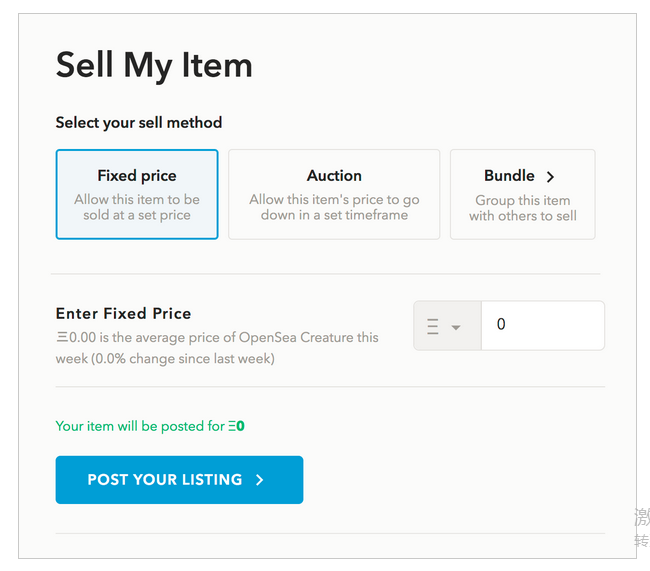 Sell My Item
Select your sell method
Fixed price
Allow this item to be
sold at a set price
Auction
Allow this item's price to go
down in a set timeframe
Bundle
Group this item
with others to sell
Enter Fixed Price
Ξ0.00 is the average price of OpenSea Creature this
week (0.0% change since last week)
Ξ
0
Your item will be posted for Ξ0
POST YOUR LISTING
激
转